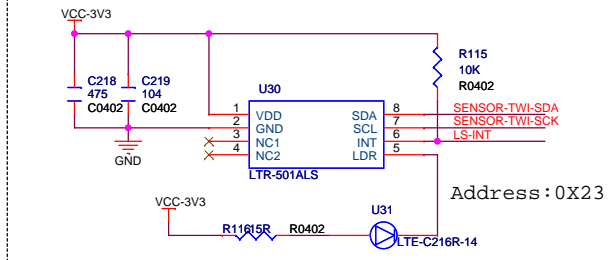 VCC-3V3
C218
475
C0402
C219
104
C0402
GND
U30
1 VDD
2 GND
3 NC1
4 NC2
SDA 8
SCL 7
INT 6
LDR 5
LTR-501ALS
R115
10K
R0402
SENSOR-TWI-SDA
SENSOR-TWI-SCK
LS-INT
Address:0X23
VCC-3V3
R11615R R0402
U31
LTE-C216R-14